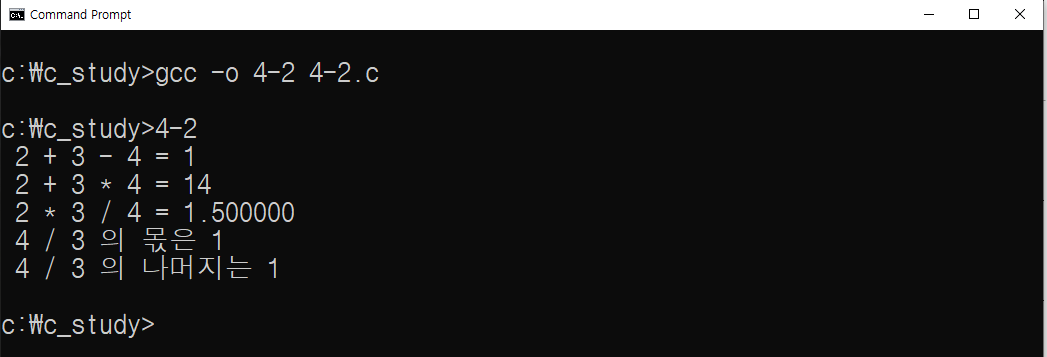 Command Prompt
c:₩c_study>gcc -o 4-2 4-2.c
c:₩c_study>4-2
2 + 3 - 4 = 1
2 + 3 * 4 = 14
2 * 3 / 4 = 1.500000
4 / 3 의 몫은 1
4 / 3 의 나머지는 1
c:₩c_study>